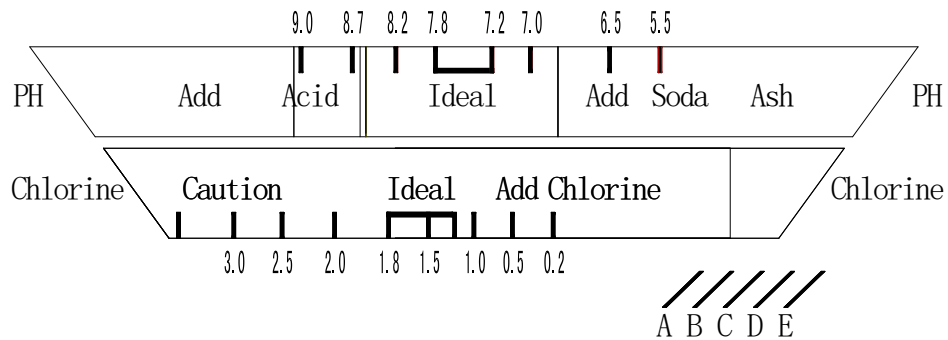 9.0 8.7 8.2 7.8 7.2 7.0 6.5 5.5
PH Add Acid Ideal Add Soda Ash PH
Chlorine Caution Ideal Add Chlorine Chlorine
3.0 2.5 2.0 1.8 1.5 1.0 0.5 0.2
A B C D E